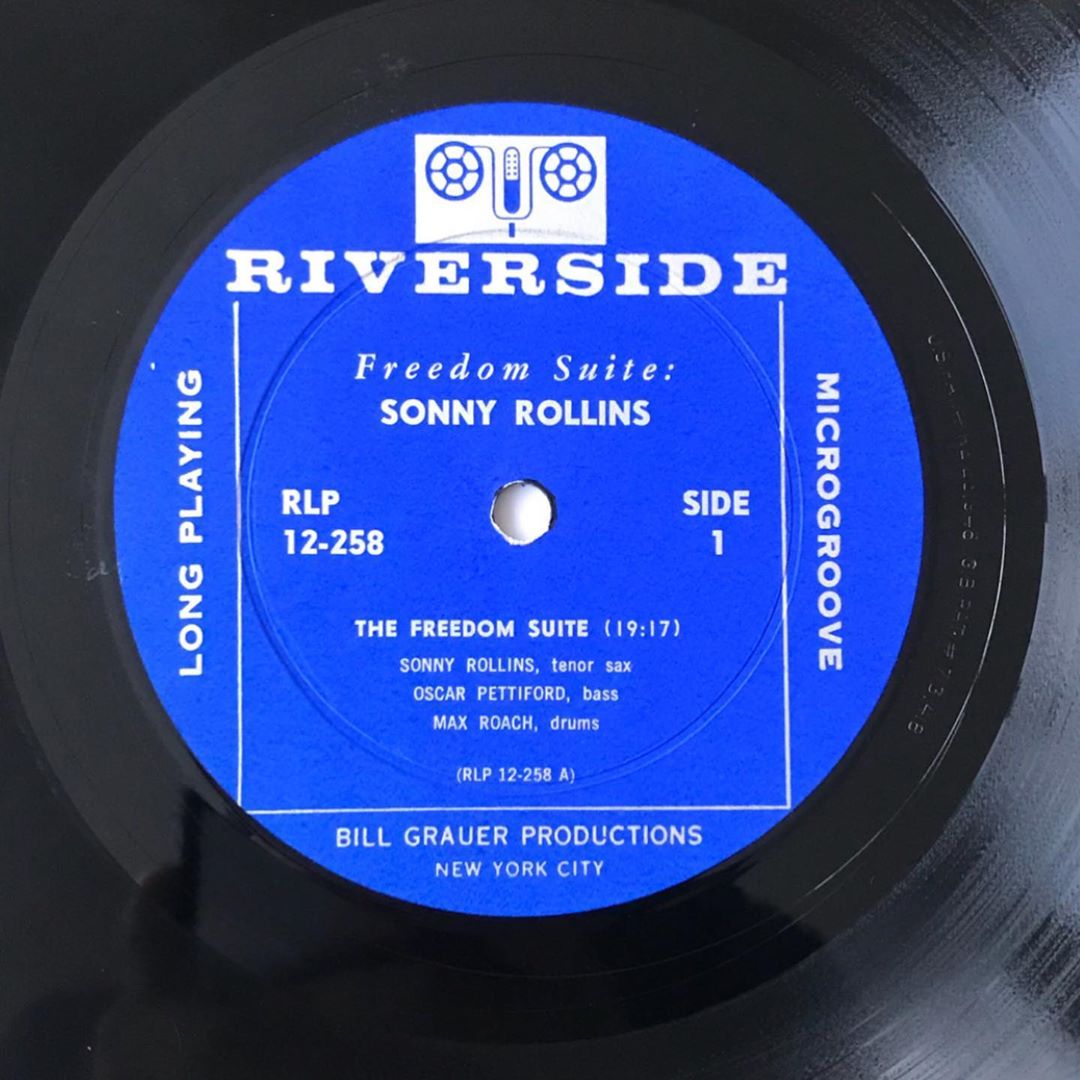 RIVERSIDE
Freedom Suite:
SONNY ROLLINS
LONG PLAYING
MICROGROOVE
RLP
12-258
SIDE
1
THE FREEDOM SUITE (19:17)
SONNY ROLLINS, tenor sax
OSCAR PETTIFORD, bass
MAX ROACH, drums
(RLP 12-258 A)
BILL GRAUER PRODUCTIONS
NEW YORK CITY